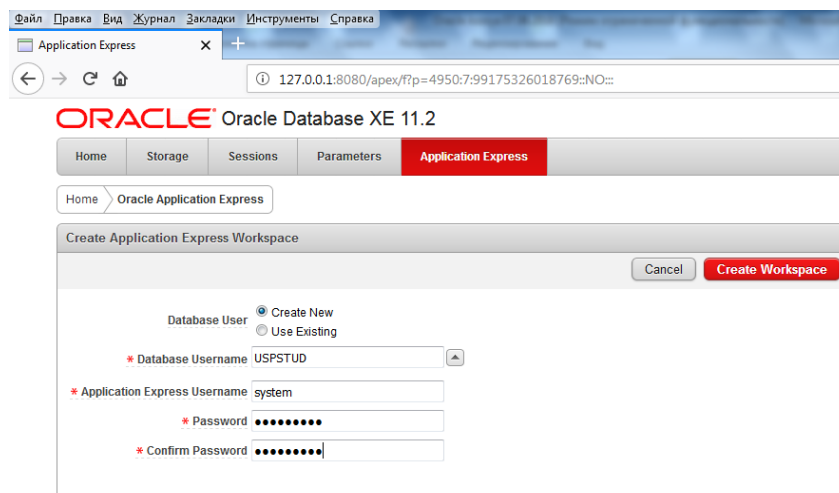 Файл Правка Вид Журнал Закладки Инструменты Справка
Application Express
127.0.0.1:8080/apex/f?p=4950:7:99175326018769::NO:::
ORACLE Oracle Database XE 11.2
Home Storage Sessions Parameters Application Express
Home Oracle Application Express
Create Application Express Workspace
Cancel Create Workspace
Database User Create New
Use Existing
* Database Username USPSTUD
* Application Express Username system
* Password •••••••••
* Confirm Password •••••••••